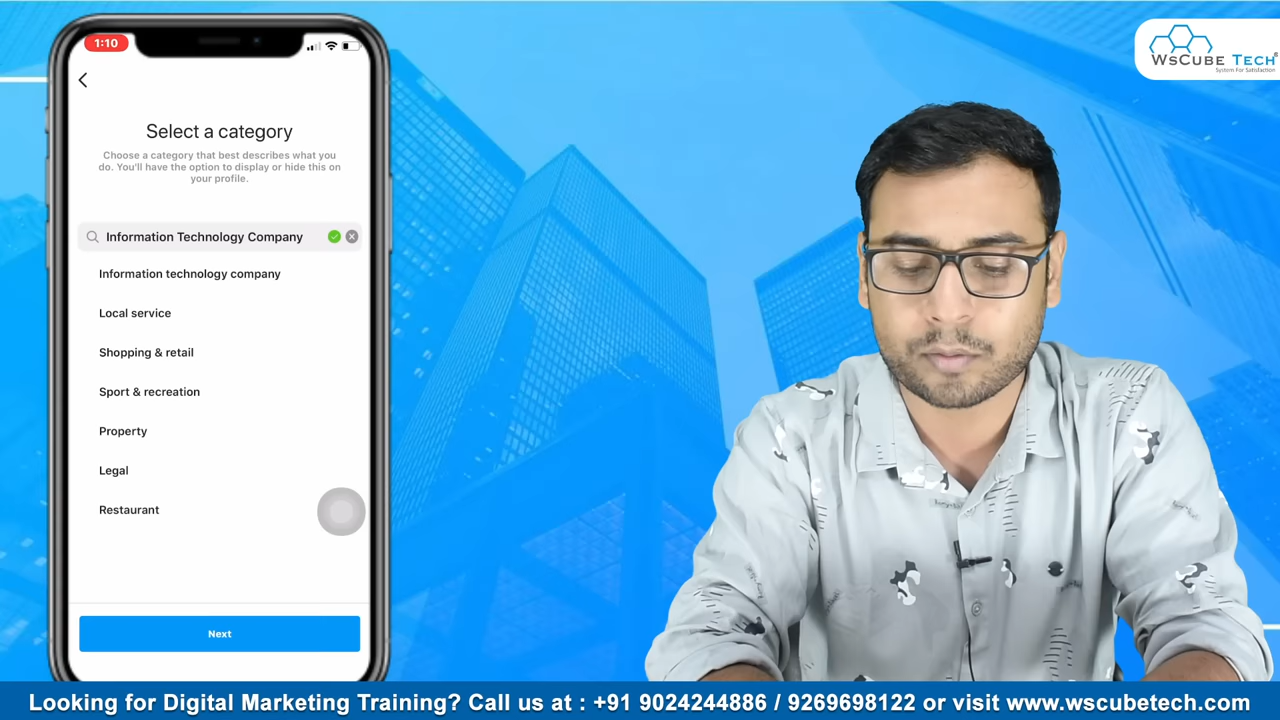 1:10
WsCube Tech
System For Satisfaction
Select a category
Choose a category that best describes what you
do. You'll have the option to display or hide this on
your profile.
Information Technology Company
Information technology company
Local service
Shopping & retail
Sport & recreation
Property
Legal
Restaurant
Next
Looking for Digital Marketing Training? Call us at : +91 9024244886 / 9269698122 or visit www.wscubetech.com